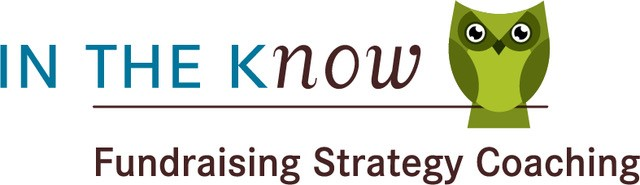 IN THE Know
Fundraising Strategy Coaching